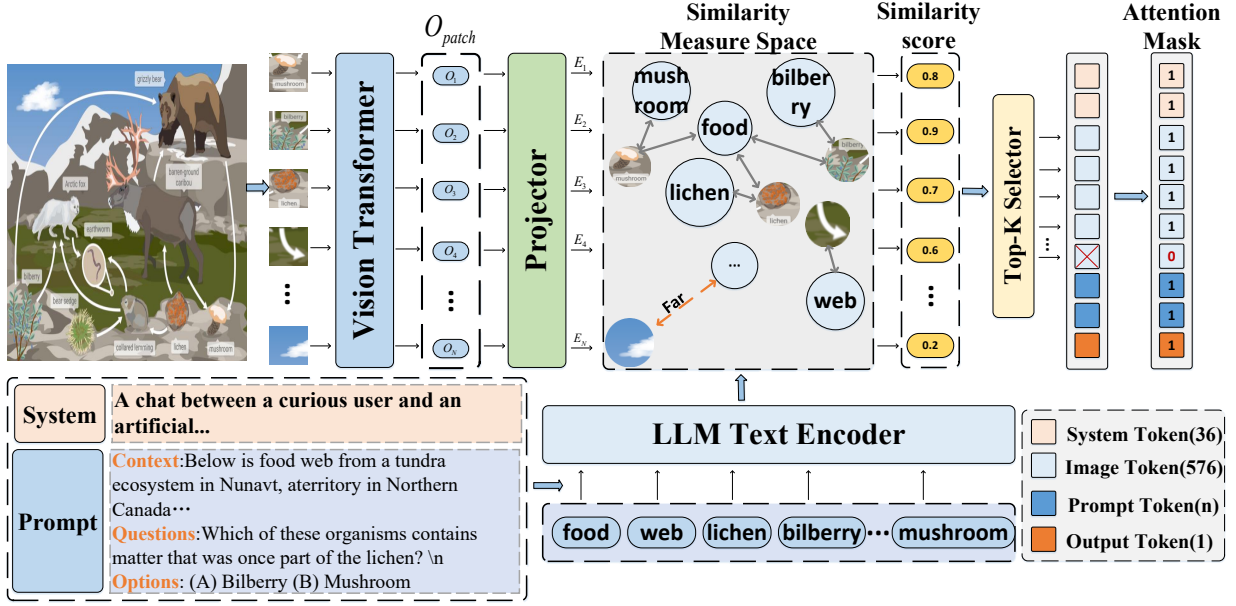 O_patch
Similarity
Measure Space
Similarity
score
Attention
Mask
grizzly bear
barren-ground
caribou
Arctic fox
earthworm
bilberry
bear sedge
collared lemming
lichen
mushroom
mushroom
bilberry
lichen
...
Vision Transformer
O_1
O_2
O_3
O_4
...
O_N
Projector
E_1
E_2
E_3
E_4
E_N
mush
room
bilber
ry
food
mushroom
bilberry
lichen
lichen
...
web
Far
0.8
0.9
0.7
0.6
...
0.2
Top-K Selector
...
1
1
1
1
1
1
0
1
1
1
System
A chat between a curious user and an
artificial...
Prompt
Context:Below is food web from a tundra
ecosystem in Nunavt, aterritory in Northern
Canada⋯
Questions:Which of these organisms contains
matter that was once part of the lichen? \n
Options: (A) Bilberry (B) Mushroom
LLM Text Encoder
food web lichen bilberry ... mushroom
System Token(36)
Image Token(576)
Prompt Token(n)
Output Token(1)